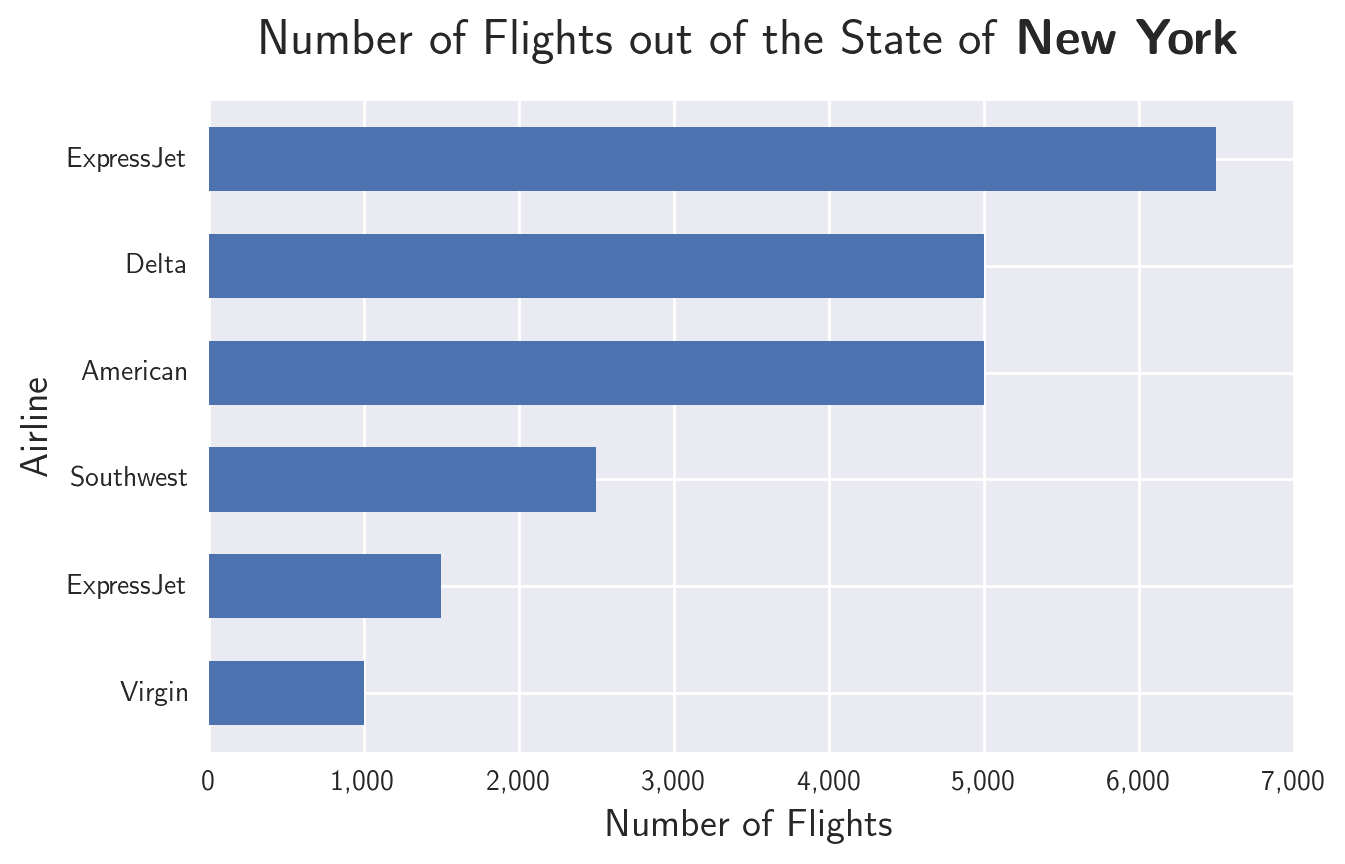 Number of Flights out of the State of New York
ExpressJet
Delta
American
Southwest
ExpressJet
Virgin
Airline
0 1,000 2,000 3,000 4,000 5,000 6,000 7,000
Number of Flights